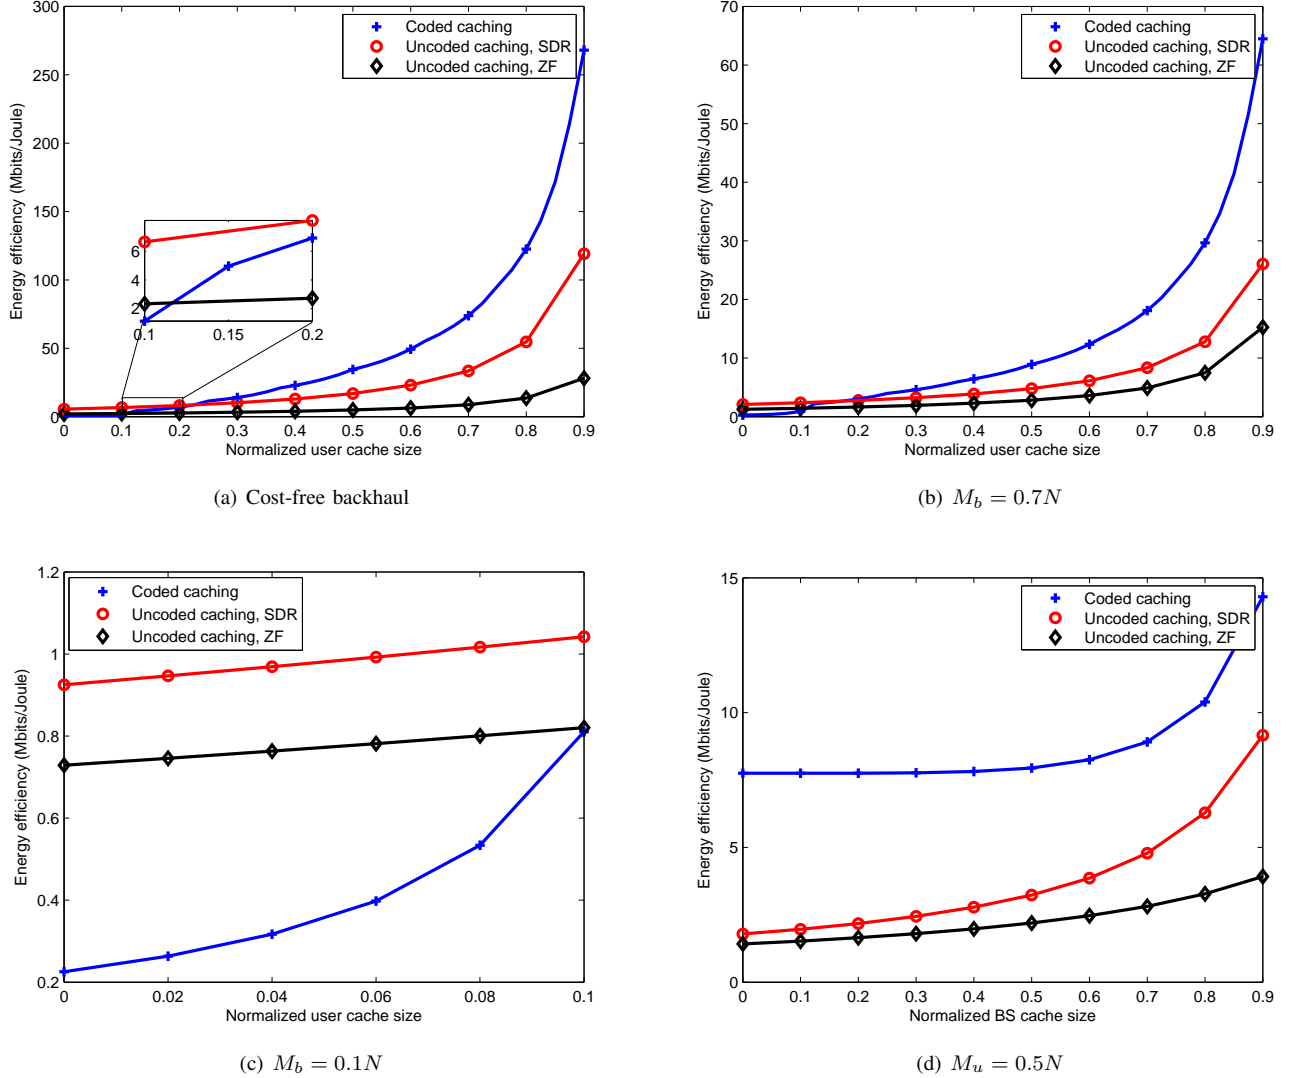 300
250
200
150
100
50
0
Energy efficiency (Mbits/Joule)
Coded caching
Uncoded caching, SDR
Uncoded caching, ZF
6
4
2
0.1 0.15 0.2
0 0.1 0.2 0.3 0.4 0.5 0.6 0.7 0.8 0.9
Normalized user cache size
(a) Cost-free backhaul
70
60
50
40
30
20
10
0
Energy efficiency (Mbits/Joule)
Coded caching
Uncoded caching, SDR
Uncoded caching, ZF
0 0.1 0.2 0.3 0.4 0.5 0.6 0.7 0.8 0.9
Normalized user cache size
(b) M_b = 0.7N
1.2
1
0.8
0.6
0.4
0.2
Energy efficiency (Mbits/Joule)
Coded caching
Uncoded caching, SDR
Uncoded caching, ZF
0 0.02 0.04 0.06 0.08 0.1
Normalized user cache size
(c) M_b = 0.1N
15
10
5
0
Energy efficiency (Mbits/Joule)
Coded caching
Uncoded caching, SDR
Uncoded caching, ZF
0 0.1 0.2 0.3 0.4 0.5 0.6 0.7 0.8 0.9
Normalized BS cache size
(d) M_u = 0.5N